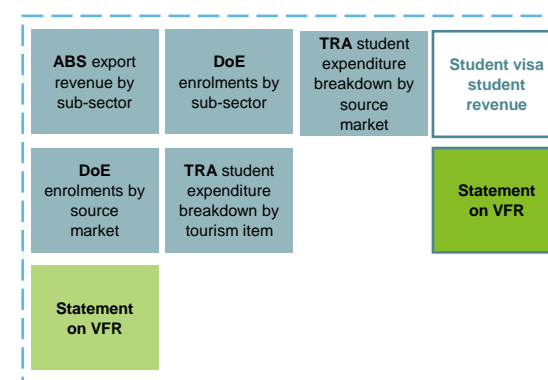 ABS export
revenue by
sub-sector
DoE
enrolments by
sub-sector
TRA student
expenditure
breakdown by
source
market
Student visa
student
revenue
DoE
enrolments by
source
market
TRA student
expenditure
breakdown by
tourism item
Statement
on VFR
Statement
on VFR